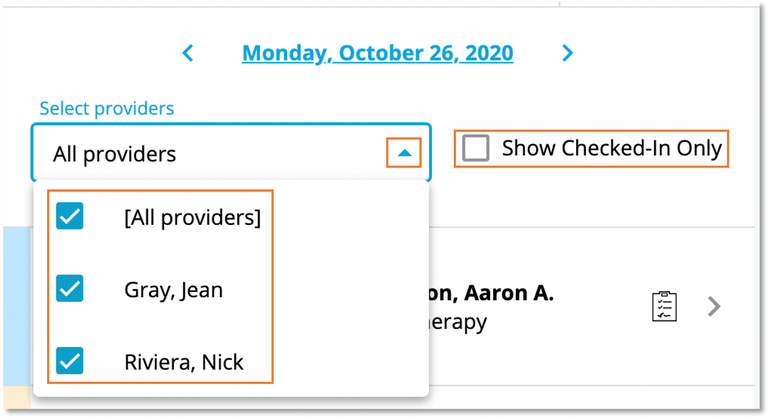 Monday, October 26, 2020
Select providers
All providers
Show Checked-In Only
[All providers]
Gray, Jean
on, Aaron A.
erapy
Riviera, Nick